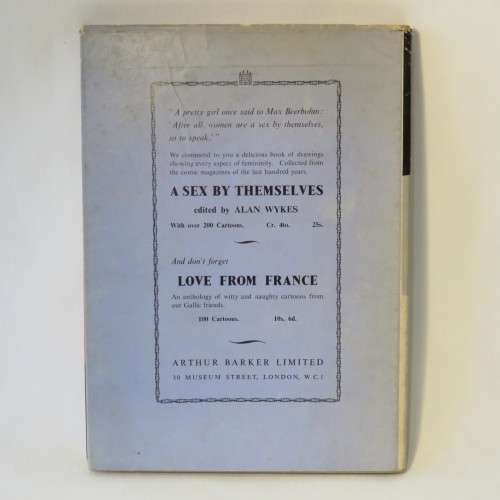 "A pretty girl once said to Max Beerbohm:
'After all, women are a sex by themselves,
so to speak.'"
We commend to you a delicious book of drawings
showing every aspect of femininity. Collected from
the comic magazines of the last hundred years.
A SEX BY THEMSELVES
edited by ALAN WYKES
With over 200 Cartoons. Cr. 4to. 25s.
And don't forget
LOVE FROM FRANCE
An anthology of witty and naughty cartoons from
our Gallic friends.
100 Cartoons. 10s. 6d.
ARTHUR BARKER LIMITED
30 MUSEUM STREET, LONDON, W.C.1